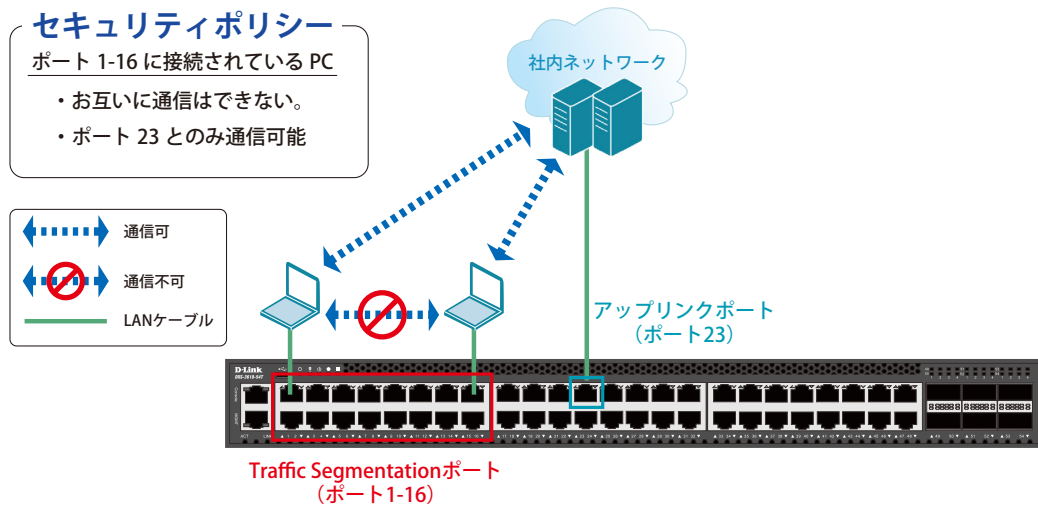 セキュリティポリシー
ポート 1-16 に接続されている PC
・お互いに通信はできない。
・ポート 23 とのみ通信可能
社内ネットワーク
通信可
通信不可
LANケーブル
アップリンクポート
（ポート23）
D-Link
Traffic Segmentationポート
（ポート1-16）